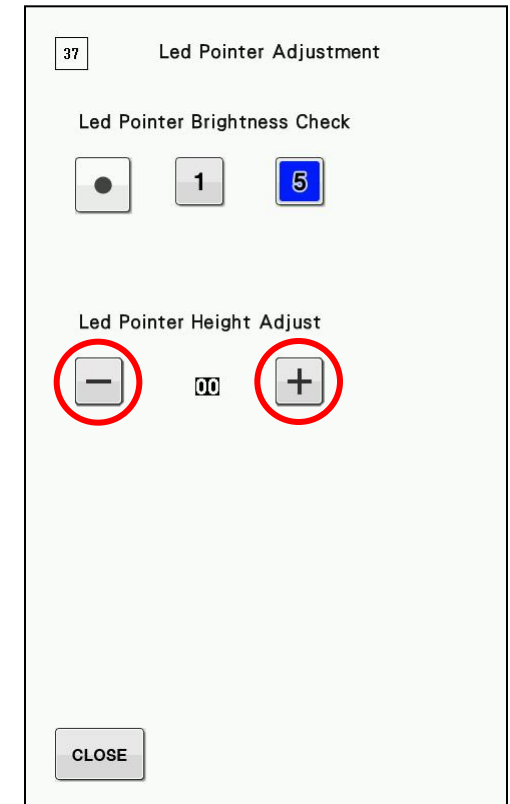 37 Led Pointer Adjustment
Led Pointer Brightness Check
1 5
Led Pointer Height Adjust
− 00 +
CLOSE